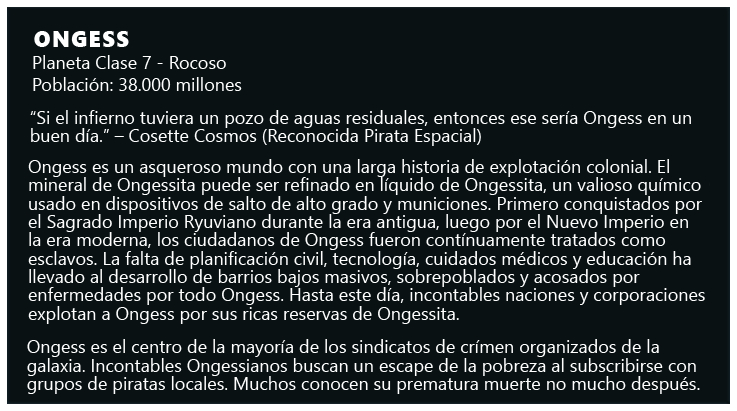 ONGESS
Planeta Clase 7 - Rocoso
Población: 38.000 millones
“Si el infierno tuviera un pozo de aguas residuales, entonces ese sería Ongess en un
buen día.” – Cosette Cosmos (Reconocida Pirata Espacial)
Ongess es un asqueroso mundo con una larga historia de explotación colonial. El
mineral de Ongessita puede ser refinado en líquido de Ongessita, un valioso químico
usado en dispositivos de salto de alto grado y municiones. Primero conquistados por
el Sagrado Imperio Ryuviano durante la era antigua, luego por el Nuevo Imperio en
la era moderna, los ciudadanos de Ongess fueron contínuamente tratados como
esclavos. La falta de planificación civil, tecnología, cuidados médicos y educación ha
llevado al desarrollo de barrios bajos masivos, sobrepoblados y acosados por
enfermedades por todo Ongess. Hasta este día, incontables naciones y corporaciones
explotan a Ongess por sus ricas reservas de Ongessita.
Ongess es el centro de la mayoría de los sindicatos de crímen organizados de la
galaxia. Incontables Ongessianos buscan un escape de la pobreza al subscribirse con
grupos de piratas locales. Muchos conocen su prematura muerte no mucho después.